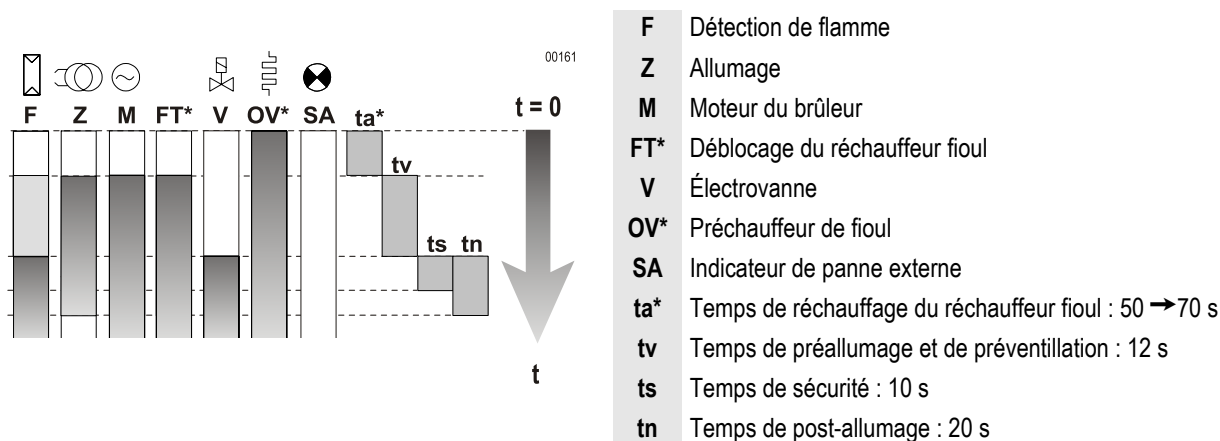 00161
F Z M FT* V OV* SA ta* t = 0
tv
ts tn
t
F Détection de flamme
Z Allumage
M Moteur du brûleur
FT* Déblocage du réchauffeur fioul
V Électrovanne
OV* Préchauffeur de fioul
SA Indicateur de panne externe
ta* Temps de réchauffage du réchauffeur fioul : 50 ➞70 s
tv Temps de préallumage et de préventillation : 12 s
ts Temps de sécurité : 10 s
tn Temps de post-allumage : 20 s